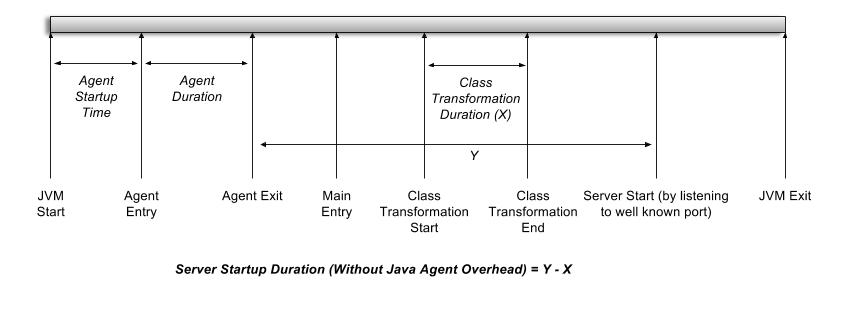 Agent
Startup
Time
Agent
Duration
Class
Transformation
Duration (X)
Y
JVM
Start
Agent
Entry
Agent Exit
Main
Entry
Class
Transformation
Start
Class
Transformation
End
Server Start (by listening
to well known port)
JVM Exit
Server Startup Duration (Without Java Agent Overhead) = Y - X